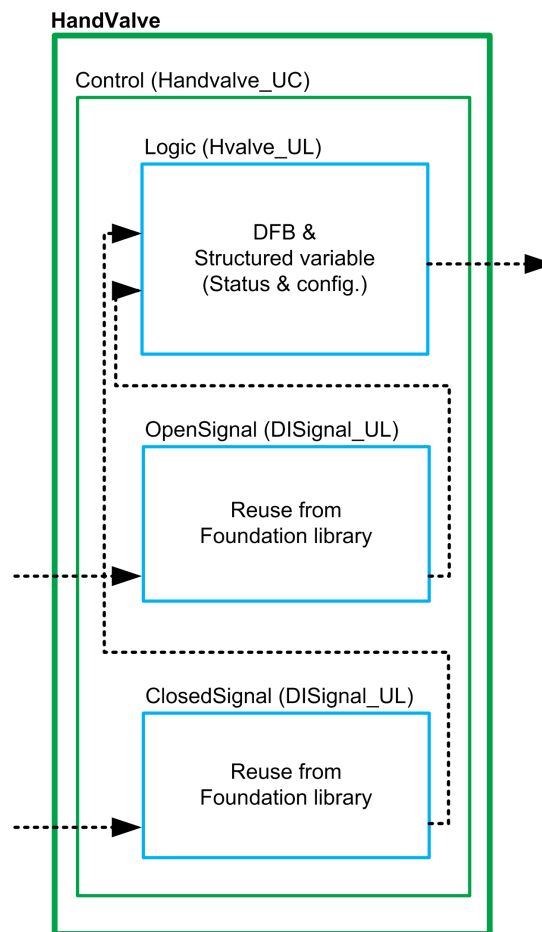 HandValve
Control (Handvalve_UC)
Logic (Hvalve_UL)
DFB &
Structured variable
(Status & config.)
OpenSignal (DISignal_UL)
Reuse from
Foundation library
ClosedSignal (DISignal_UL)
Reuse from
Foundation library